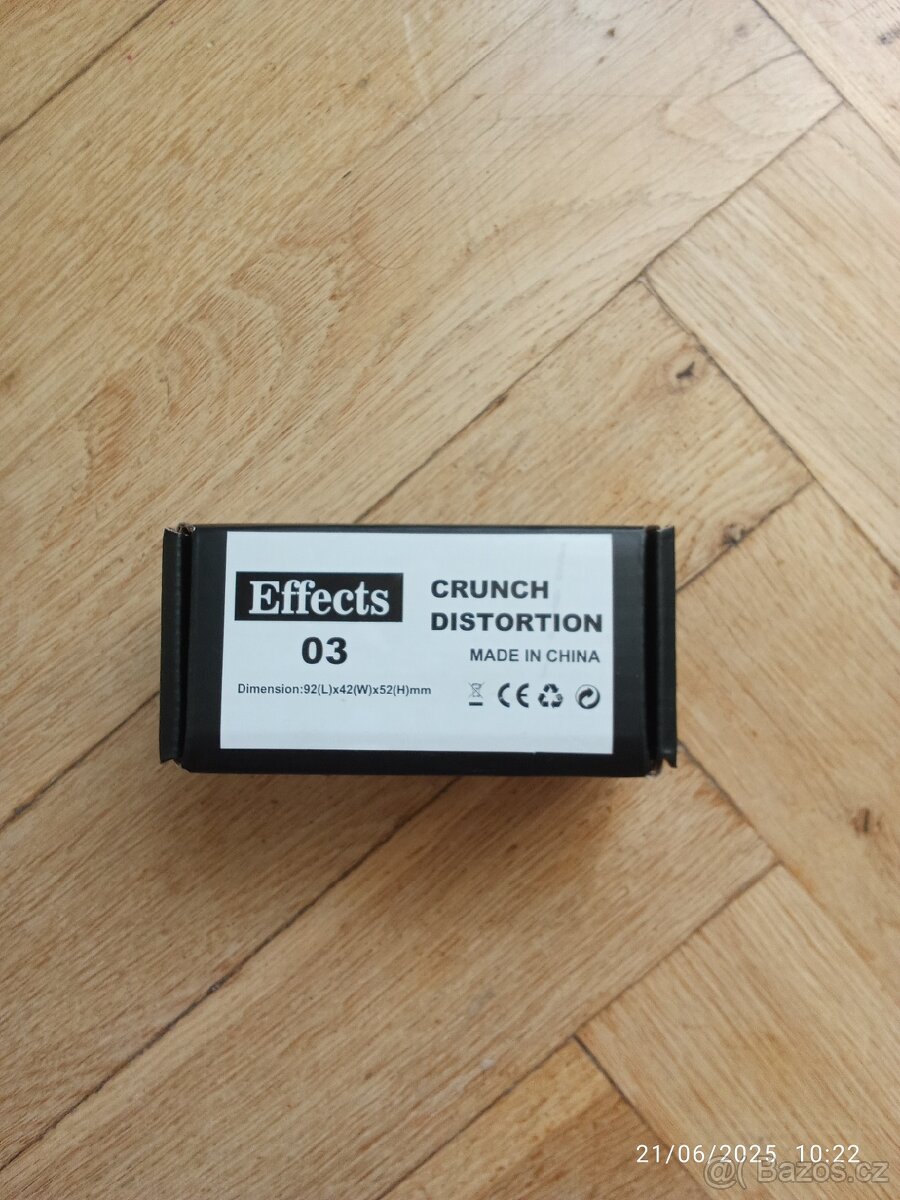 Effects
03
Dimension:92(L)x42(W)x52(H)mm
CRUNCH
DISTORTION
MADE IN CHINA
CE
21/06/2025 10:22
@Bazos.cz